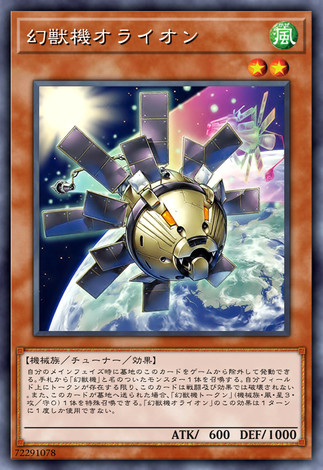 幻獣機オライオン
風
【機械族／チューナー／効果】
自分のメインフェイズ時に墓地のこのカードをゲームから除外して発動でき
る。手札から「幻獣機」と名のついたモンスター１体を召喚する。自分フィール
ド上にトークンが存在する限り、このカードは戦闘及び効果では破壊されない
。また、このカードが墓地へ送られた場合、「幻獣機トークン」（機械族・風・星３・
攻／守０）１体を特殊召喚できる。「幻獣機オライオン」のこの効果は１ターン
に１度しか使用できない。
ATK/ 600 DEF/1000
72291078